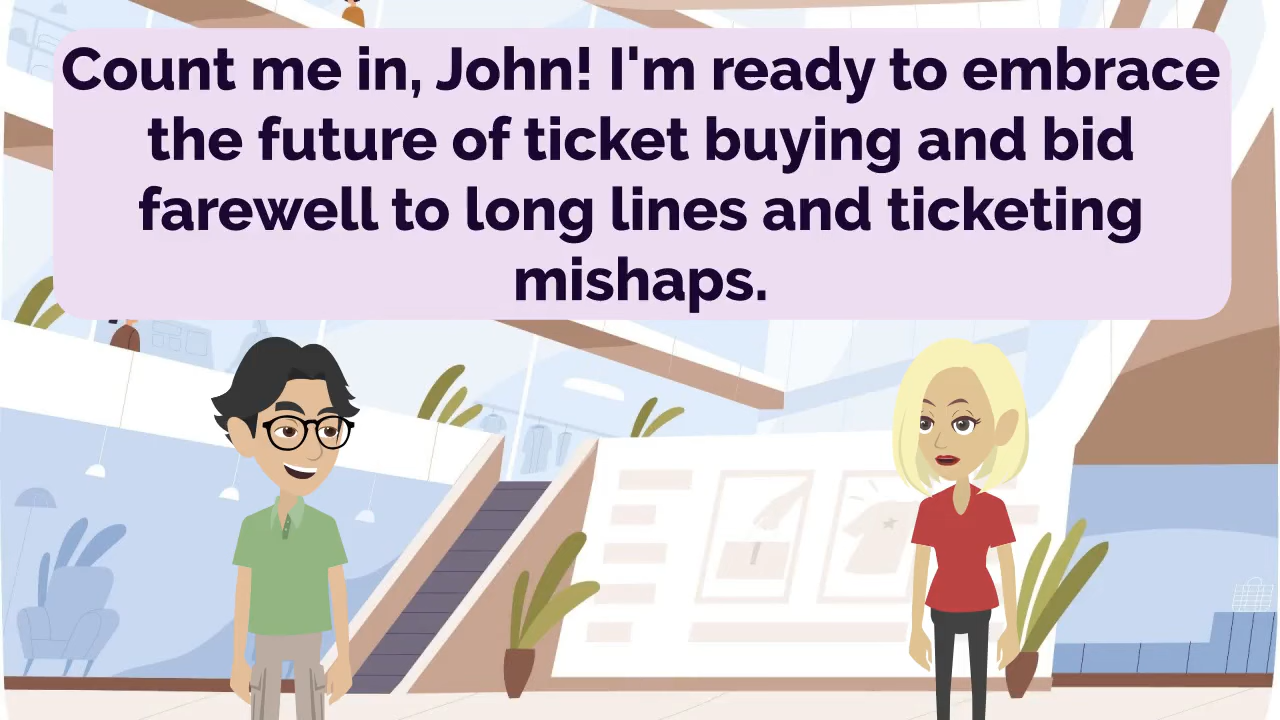 Count me in, John! I'm ready to embrace
the future of ticket buying and bid
farewell to long lines and ticketing
mishaps.